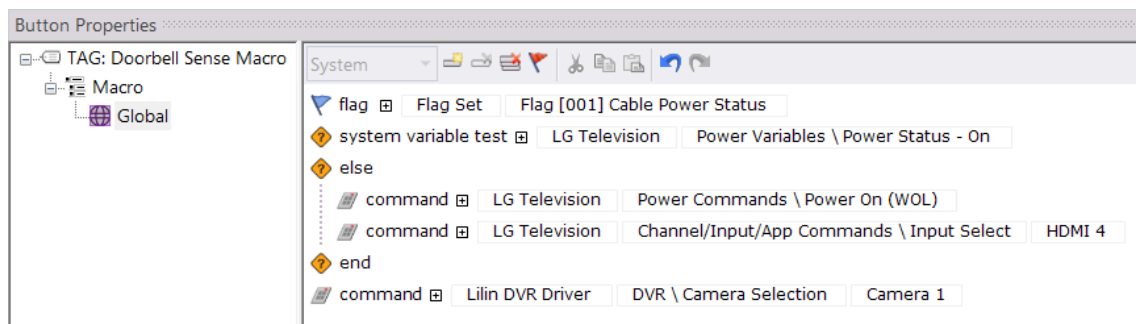 Button Properties
TAG: Doorbell Sense Macro
Macro
Global
System
flag Flag Set Flag [001] Cable Power Status
system variable test LG Television Power Variables \ Power Status - On
else
command LG Television Power Commands \ Power On (WOL)
command LG Television Channel/Input/App Commands \ Input Select HDMI 4
end
command Lilin DVR Driver DVR \ Camera Selection Camera 1